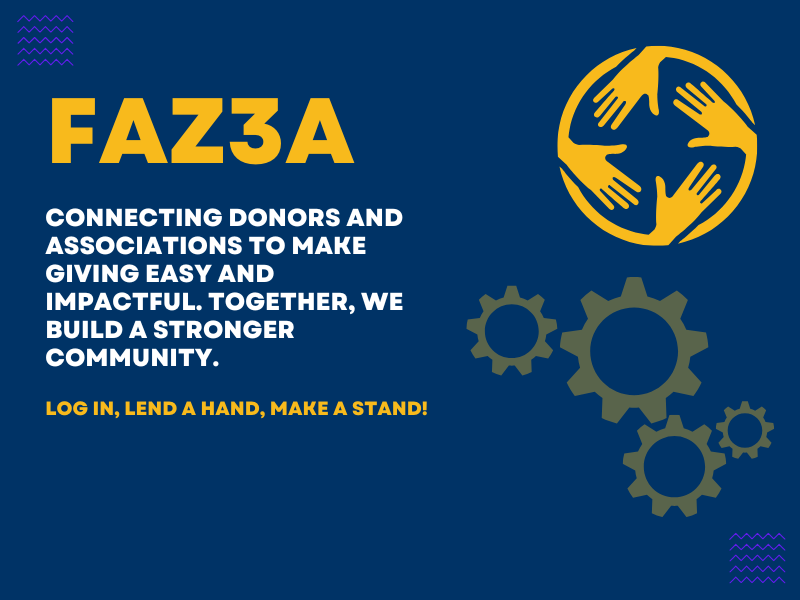 FAZ3A
CONNECTING DONORS AND
ASSOCIATIONS TO MAKE
GIVING EASY AND
IMPACTFUL. TOGETHER, WE
BUILD A STRONGER
COMMUNITY.
LOG IN, LEND A HAND, MAKE A STAND!